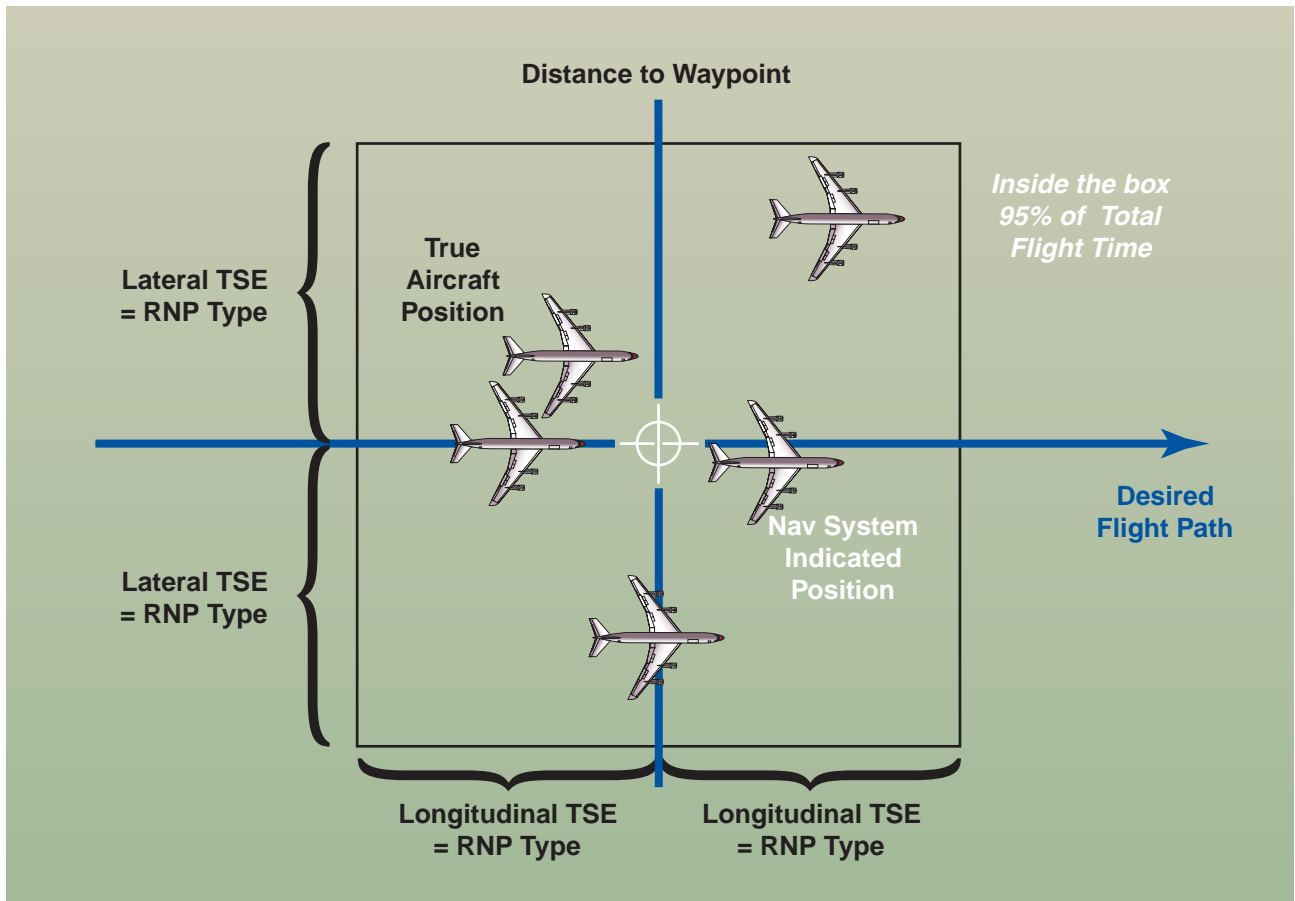 Distance to Waypoint
Inside the box
95% of Total
Flight Time
True
Aircraft
Position
Lateral TSE
= RNP Type
Desired
Flight Path
Nav System
Indicated
Position
Lateral TSE
= RNP Type
Longitudinal TSE
= RNP Type
Longitudinal TSE
= RNP Type